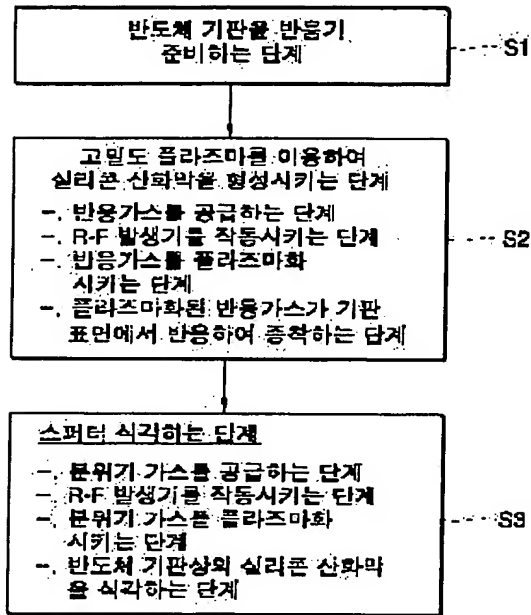 반도체 기판을 반응기
준비하는 단계
S1
고밀도 플라즈마를 이용하여
실리콘 산화막을 형성시키는 단계
-. 반응가스를 공급하는 단계
-. R-F 발생기를 작동시키는 단계
-. 반응가스를 플라즈마화
시키는 단계
-. 플라즈마화된 반응가스가 기판
표면에서 반응하여 증착하는 단계
S2
스퍼터 식각하는 단계
-. 분위기 가스를 공급하는 단계
-. R-F 발생기를 작동시키는 단계
-. 분위기 가스를 플라즈마화
시키는 단계
-. 반도체 기판상의 실리콘 산화막
을 식각하는 단계
S3